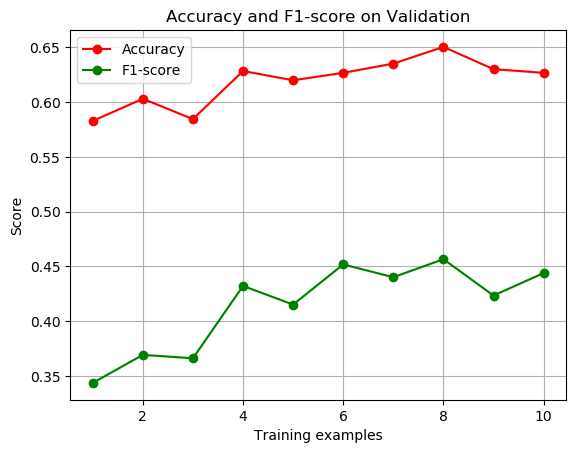 Accuracy and F1-score on Validation
Accuracy
F1-score
0.65
0.60
0.55
0.50
0.45
0.40
0.35
Score
2 4 6 8 10
Training examples